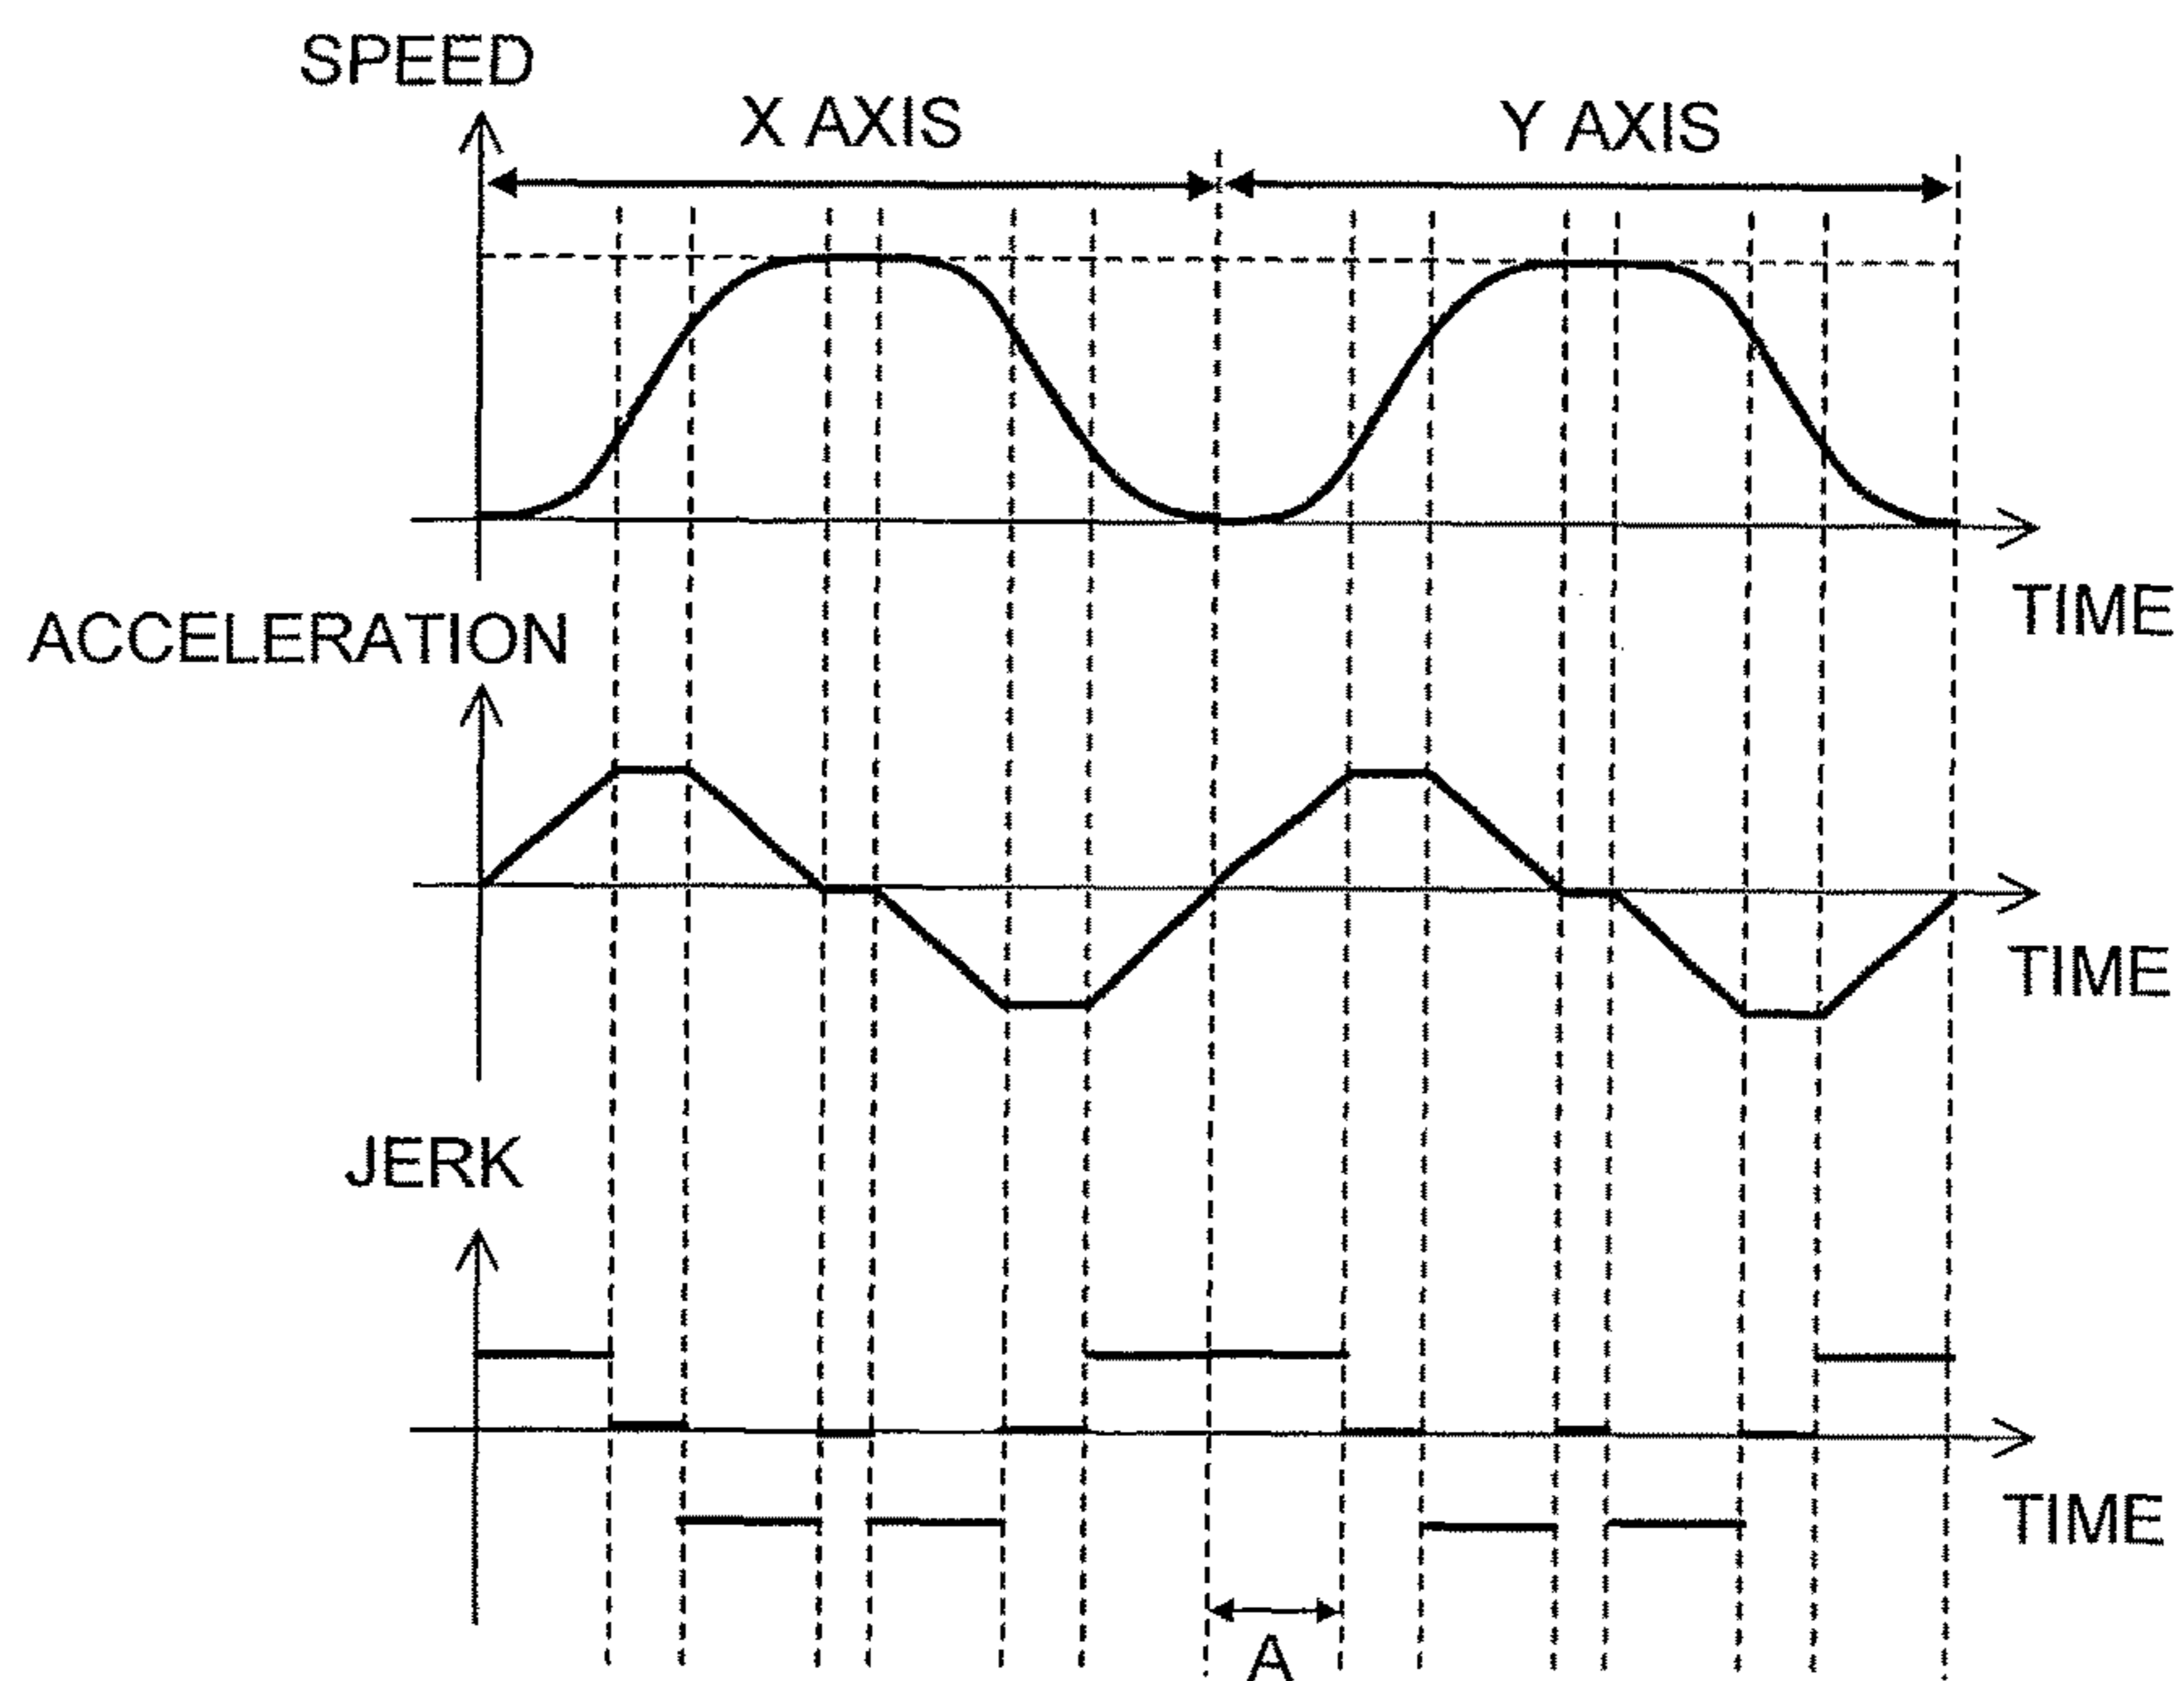 SPEED
X AXIS
Y AXIS
TIME
ACCELERATION
TIME
JERK
TIME
A